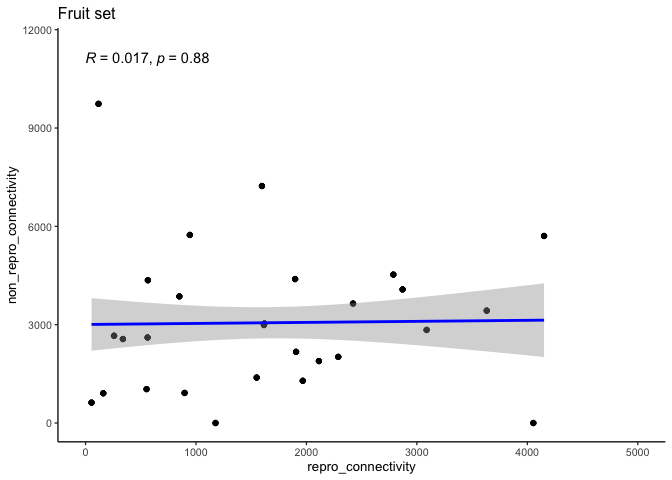 Fruit set
12000
R = 0.017, p = 0.88
9000
6000
3000
0
non_repro_connectivity
0 1000 2000 3000 4000 5000
repro_connectivity